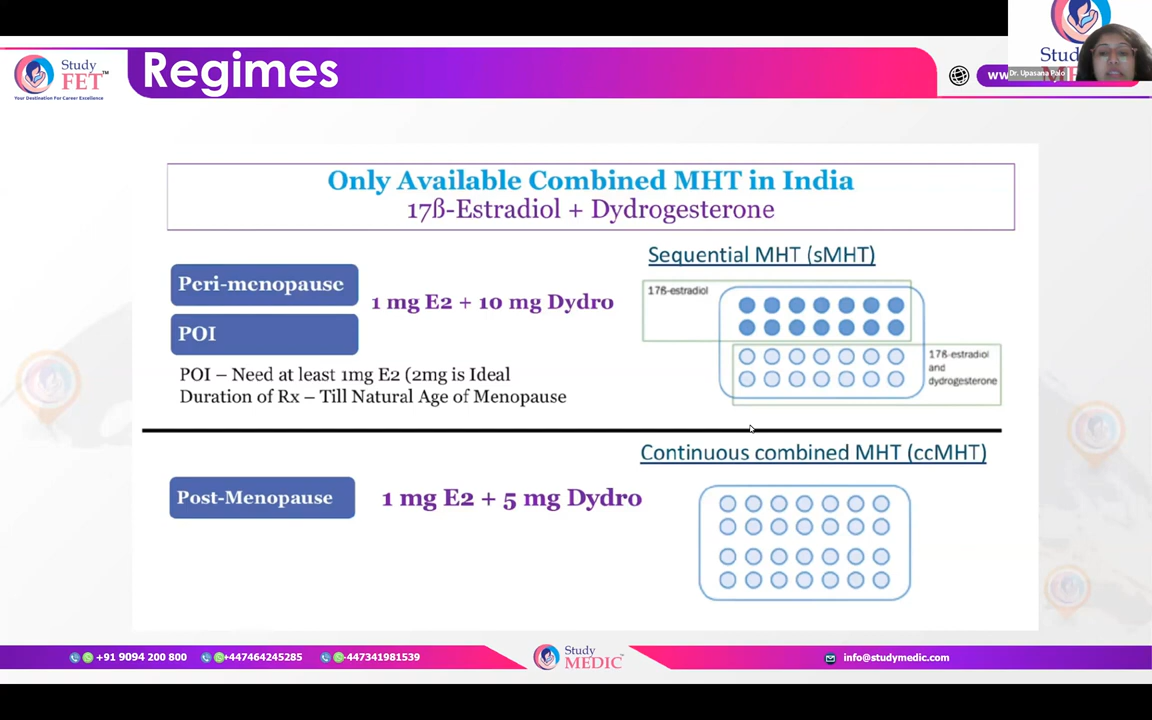 Study
FET™
Your Destination For Career Excellence
Regimes
Stud
ww
Dr. Upasana Palo
Only Available Combined MHT in India
17ß-Estradiol + Dydrogesterone
Peri-menopause
POI
1 mg E2 + 10 mg Dydro
POI – Need at least 1mg E2 (2mg is Ideal
Duration of Rx – Till Natural Age of Menopause
Sequential MHT (sMHT)
17ß-estradiol
17ß-estradiol
and
dydrogesterone
Post-Menopause
1 mg E2 + 5 mg Dydro
Continuous combined MHT (ccMHT)
+91 9094 200 800
+447464245285
+447341981539
Study
MEDIC™
info@studymedic.com